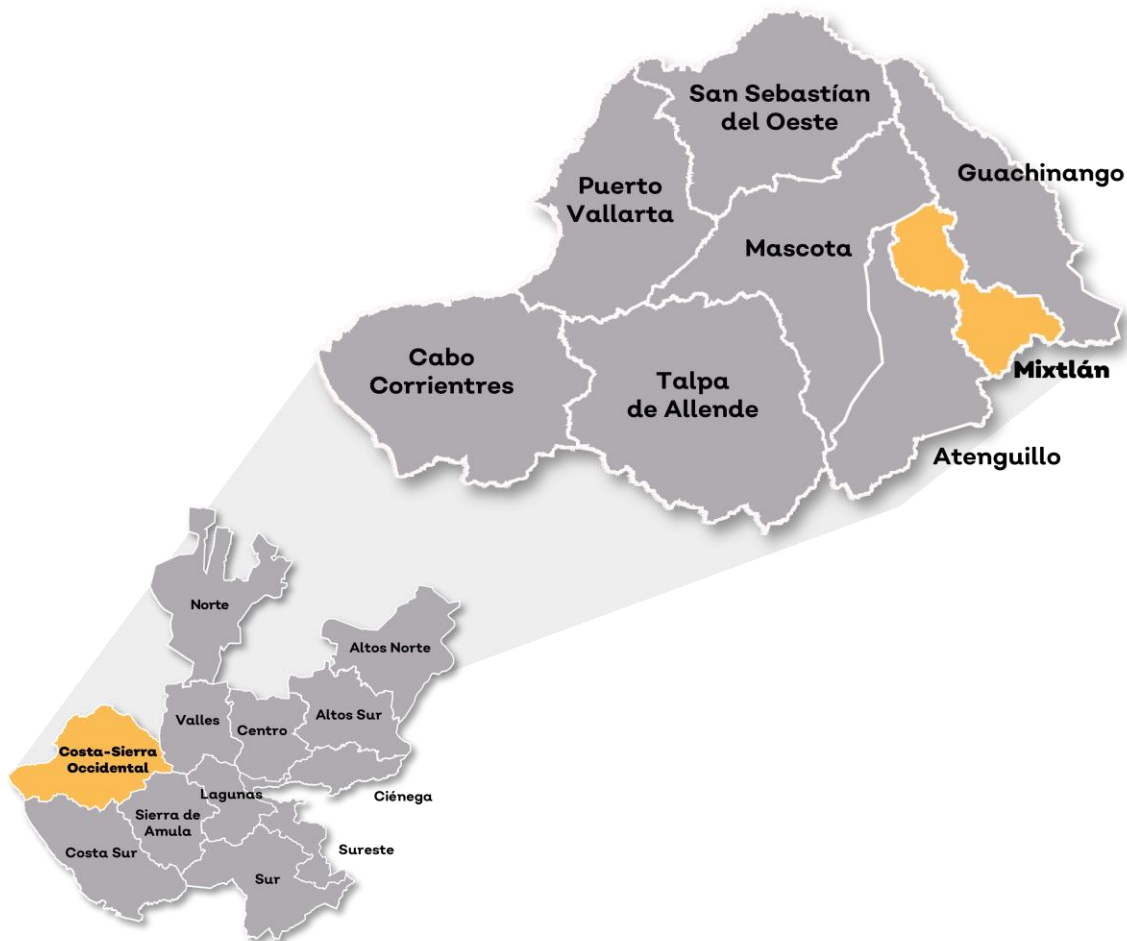 San Sebastían
del Oeste
Guachinango
Puerto
Vallarta
Mascota
Cabo
Corrientres
Talpa
de Allende
Mixtlán
Atenguillo
Norte
Altos Norte
Valles
Centro
Altos Sur
Costa-Sierra
Occidental
Lagunas
Ciénega
Sierra de
Amula
Costa Sur
Sureste
Sur